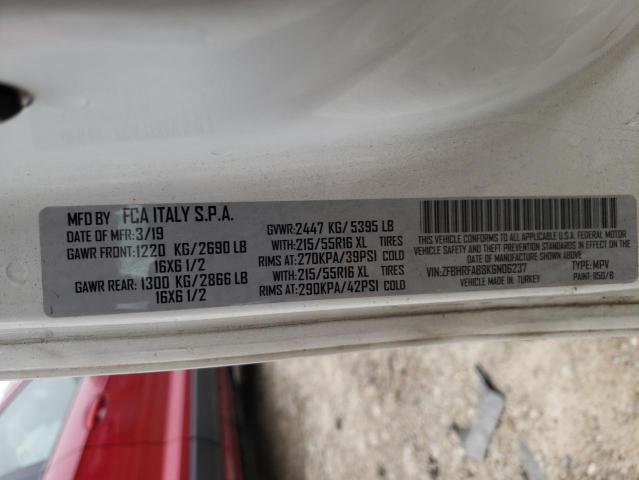 MFD BY FCA ITALY S.P.A.
DATE OF MFR: 3/19 GVWR: 2447 KG/ 5395 LB
GAWR FRONT: 1220 KG/2690 LB WITH: 215/55R16 XL TIRES
16X6 1/2 RIMS AT: 270KPA/39PSI COLD
GAWR REAR: 1300 KG/2866 LB WITH: 215/55R16 XL TIRES
16X6 1/2 RIMS AT: 290KPA/42PSI COLD
THIS VEHICLE CONFORMS TO ALL APPLICABLE U.S.A. FEDERAL MOTOR
VEHICLE SAFETY, BUMPER, AND THEFT PREVENTION STANDARDS IN EFFECT
ON THE DATE OF MANUFACTURE SHOWN ABOVE.
VIN: ZFBHRFAB8KGN06237 TYPE: MPV
VEHICLE MADE IN: TURKEY PAINT: 950/B